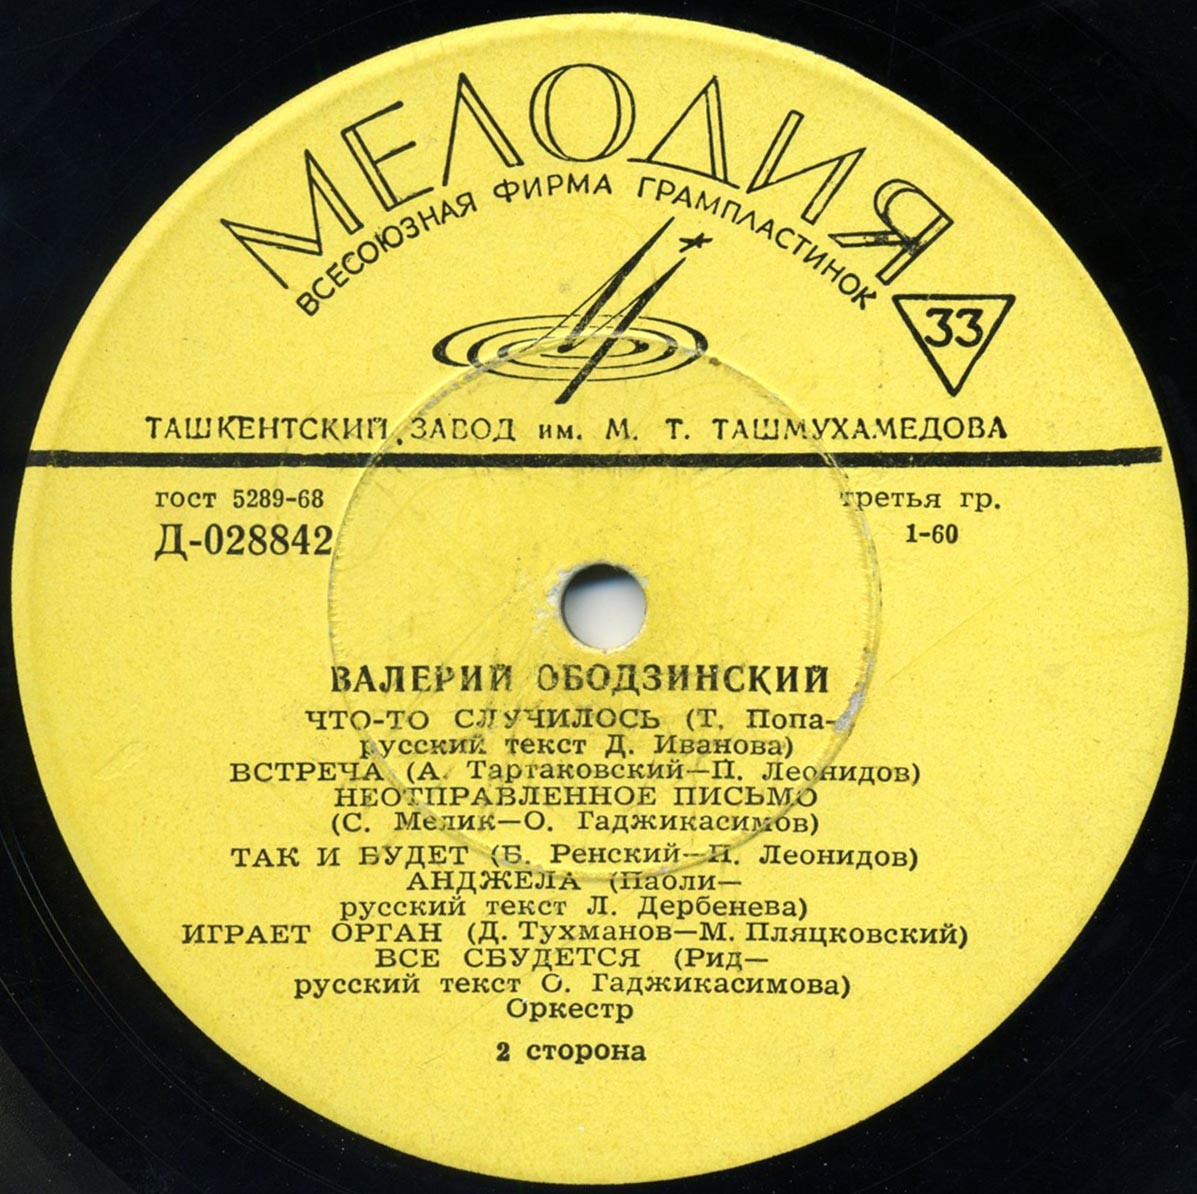 МЕЛОДИЯ
ВСЕСОЮЗНАЯ ФИРМА ГРАМПЛАСТИНОК
33
ТАШКЕНТСКИЙ ЗАВОД им. М. Т. ТАШМУХАМЕДОВА
гост 5289-68
третья гр.
Д-028842
1-60
ВАЛЕРИЙ ОБОДЗИНСКИЙ
ЧТО-ТО СЛУЧИЛОСЬ (Т. Попа-
русский текст Д. Иванова)
ВСТРЕЧА (А. Тартаковский—П. Леонидов)
НЕОТПРАВЛЕННОЕ ПИСЬМО
(С. Мелик—О. Гаджикасимов)
ТАК И БУДЕТ (Б. Ренский—П. Леонидов)
АНДЖЕЛА (Паоли—
русский текст Л. Дербенева)
ИГРАЕТ ОРГАН (Д. Тухманов—М. Пляцковский)
ВСЕ СБУДЕТСЯ (Рид—
русский текст О. Гаджикасимова)
Оркестр
2 сторона